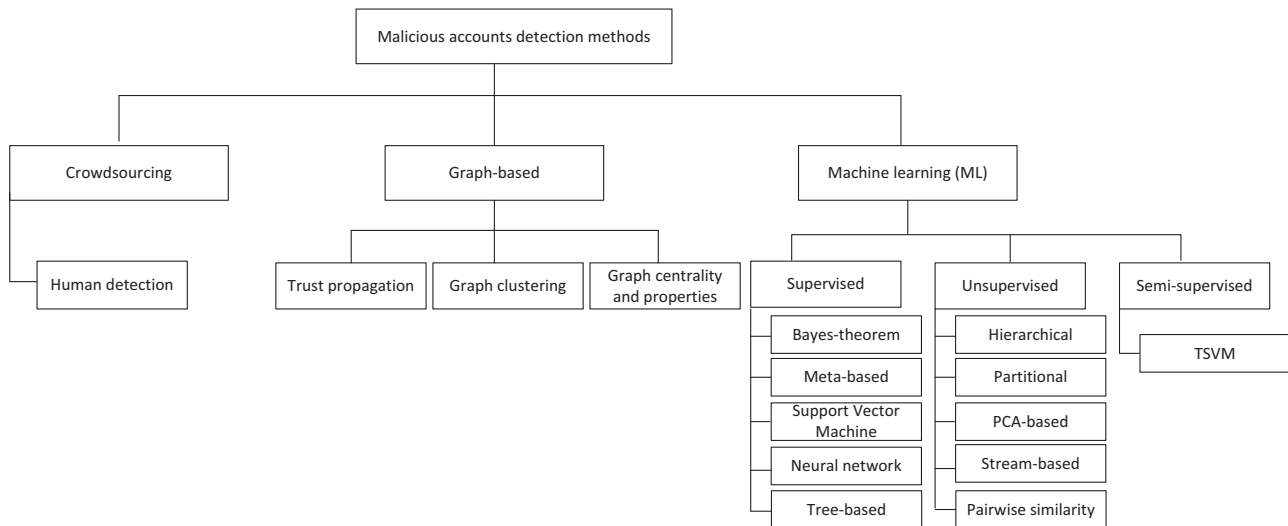 Malicious accounts detection methods
Crowdsourcing
Graph-based
Machine learning (ML)
Human detection
Trust propagation
Graph clustering
Graph centrality
and properties
Supervised
Unsupervised
Semi-supervised
Bayes-theorem
Meta-based
Support Vector
Machine
Neural network
Tree-based
Hierarchical
Partitional
PCA-based
Stream-based
Pairwise similarity
TSVM